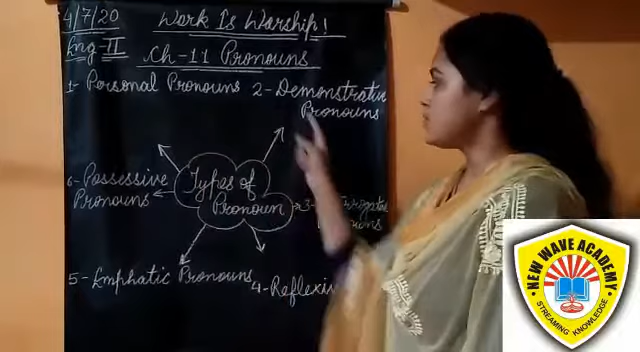 4/7/20
Work Is Worship!
Eng-II
Ch-11 Pronouns
1- Personal Pronouns
2- Demonstrative
Pronouns
Types of
Pronoun
6- Possessive
Pronouns
3-
5- Emphatic Pronouns
4-
NEW WAVE ACADEMY
STREAMING KNOWLEDGE